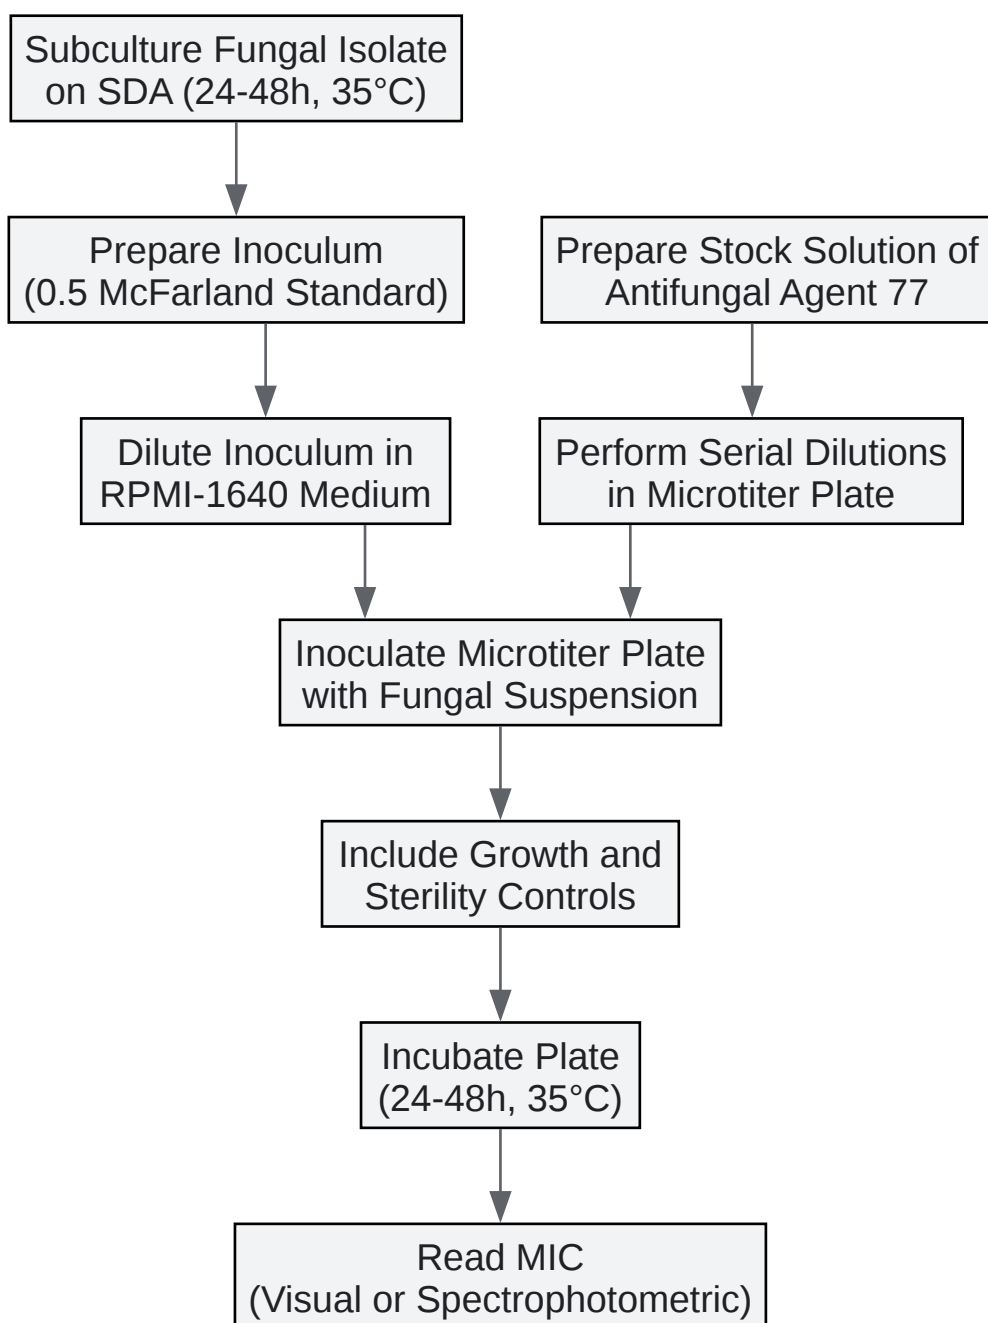 Subculture Fungal Isolate
on SDA (24-48h, 35°C)
Prepare Inoculum
(0.5 McFarland Standard)
Prepare Stock Solution of
Antifungal Agent 77
Dilute Inoculum in
RPMI-1640 Medium
Perform Serial Dilutions
in Microtiter Plate
Inoculate Microtiter Plate
with Fungal Suspension
Include Growth and
Sterility Controls
Incubate Plate
(24-48h, 35°C)
Read MIC
(Visual or Spectrophotometric)